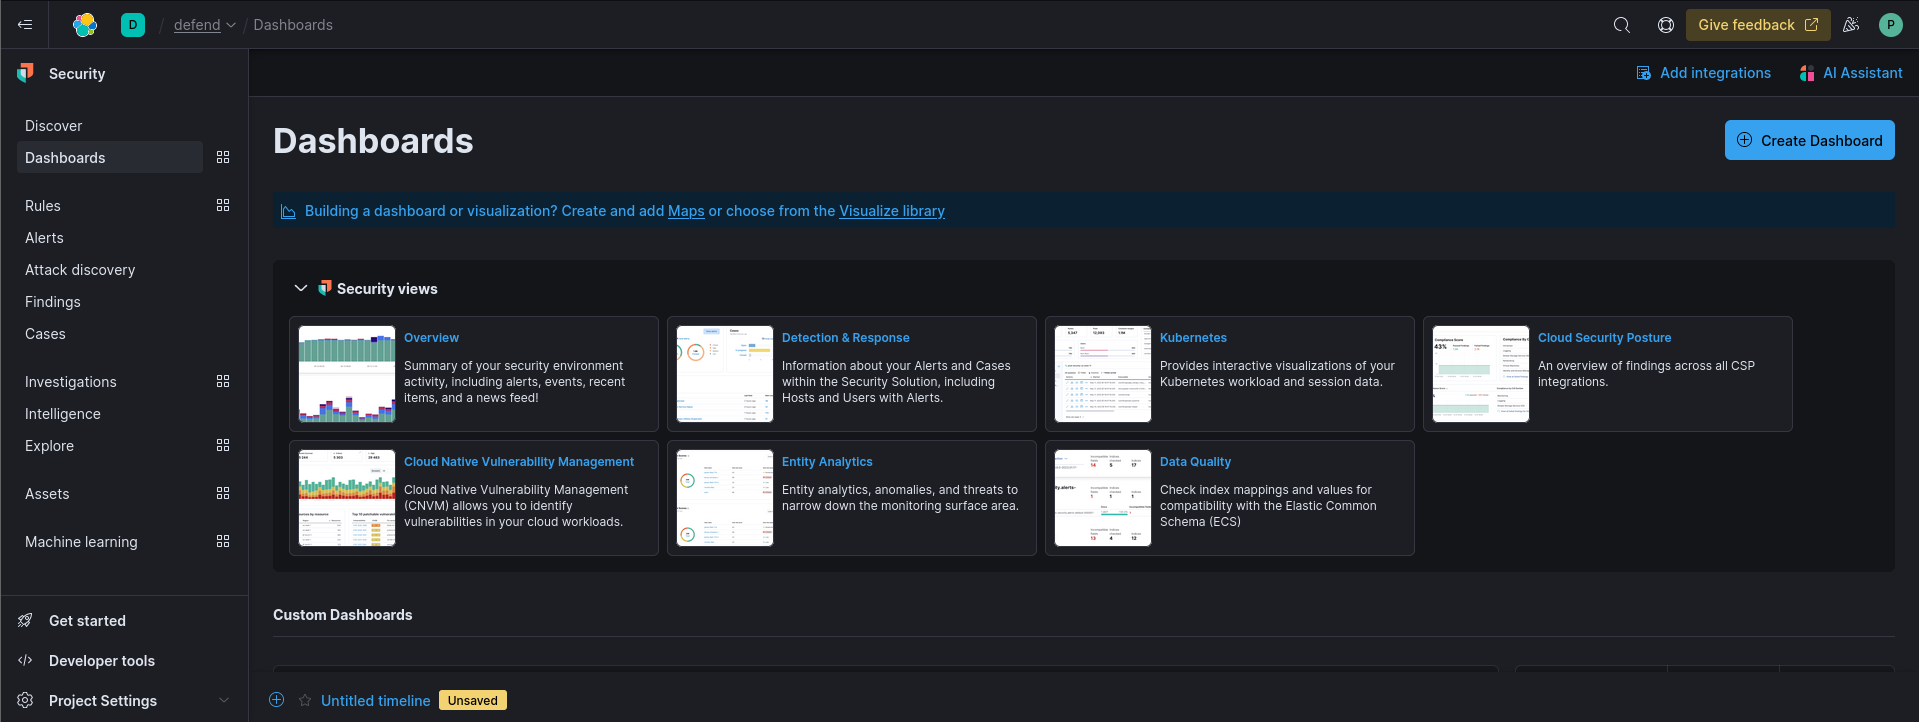 D
defend
Dashboards
Give feedback
P
Security
Add integrations
AI Assistant
Discover
Dashboards
Rules
Alerts
Attack discovery
Findings
Cases
Investigations
Intelligence
Explore
Assets
Machine learning
Get started
Developer tools
Project Settings
Dashboards
Create Dashboard
Building a dashboard or visualization? Create and add Maps or choose from the Visualize library
Security views
Overview
Summary of your security environment
activity, including alerts, events, recent
items, and a news feed!
Detection & Response
Information about your Alerts and Cases
within the Security Solution, including
Hosts and Users with Alerts.
Kubernetes
Provides interactive visualizations of your
Kubernetes workload and session data.
Cloud Security Posture
An overview of findings across all CSP
integrations.
Cloud Native Vulnerability Management
Cloud Native Vulnerability Management
(CNVM) allows you to identify
vulnerabilities in your cloud workloads.
Entity Analytics
Entity analytics, anomalies, and threats to
narrow down the monitoring surface area.
Data Quality
Check index mappings and values for
compatibility with the Elastic Common
Schema (ECS)
Custom Dashboards
Untitled timeline
Unsaved